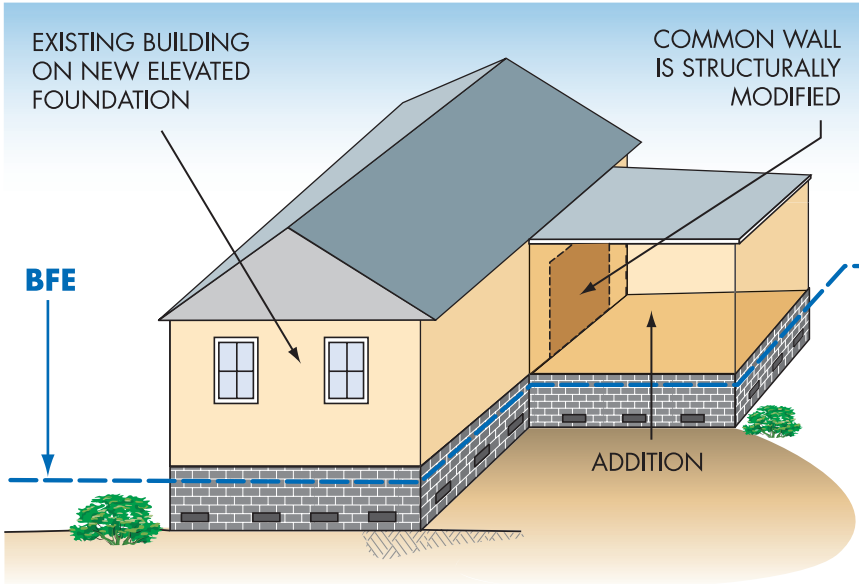 EXISTING BUILDING
ON NEW ELEVATED
FOUNDATION
COMMON WALL
IS STRUCTURALLY
MODIFIED
BFE
ADDITION